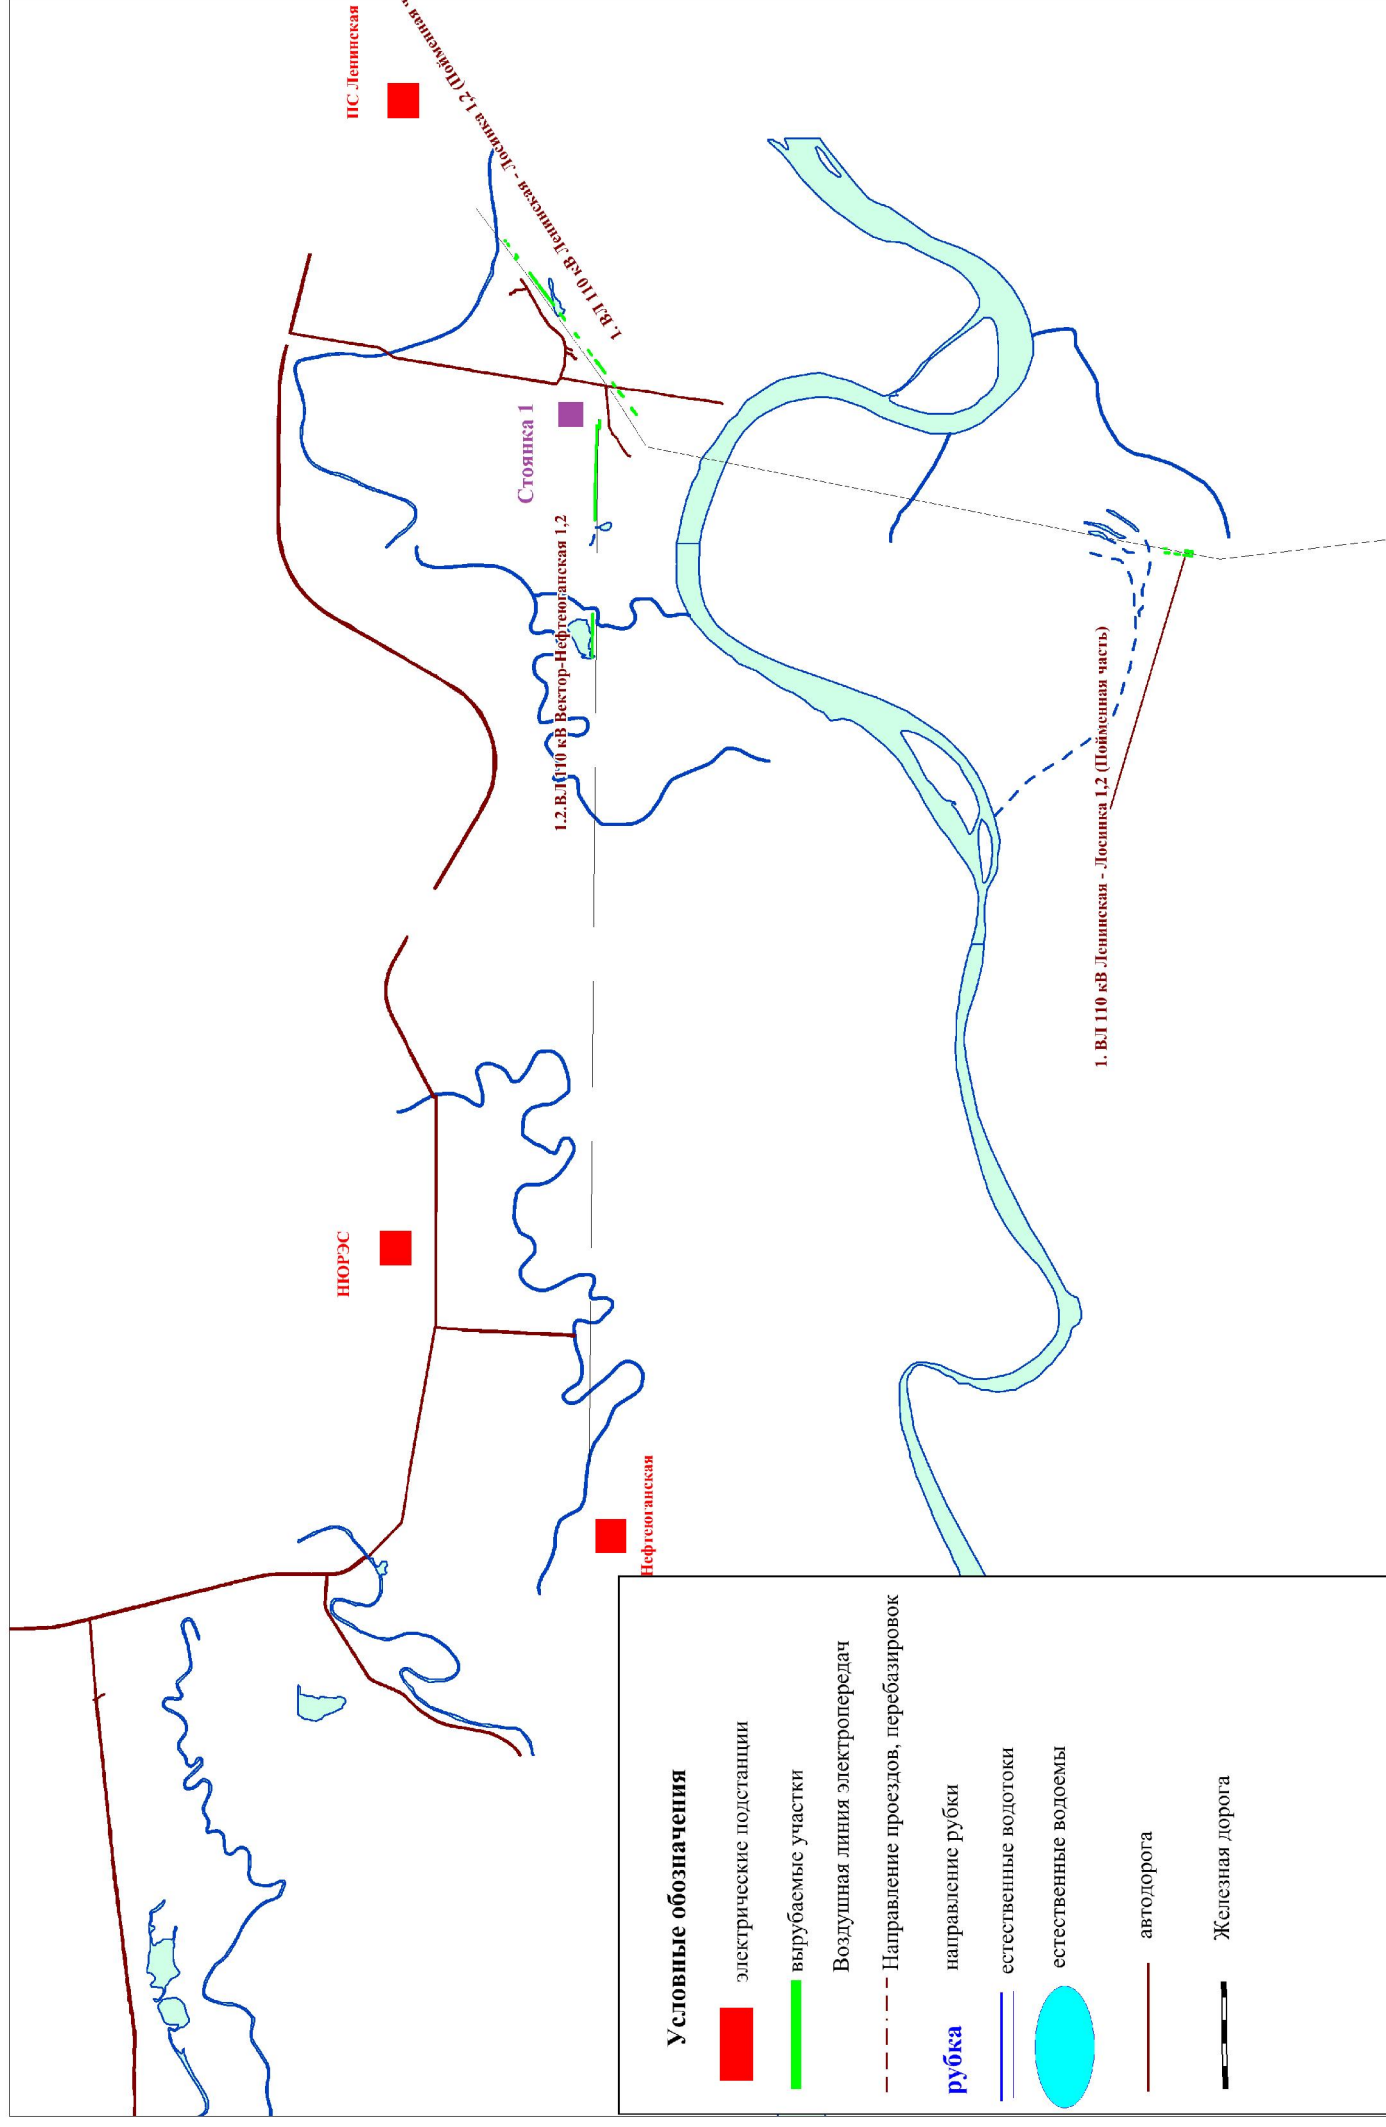 ПС Ленинская
1. ВЛ 110 кВ Ленинская - Лосинка 1,2 (Пойменная ч
Стоянка 1
1.2.ВЛ 110 кВ Вектор-Нефтеюганская 1,2
1. ВЛ 110 кВ Ленинская - Лосинка 1,2 (Пойменная часть)
НЮРЭС
Нефтеюганская
Условные обозначения
электрические подстанции
вырубаемые участки
Воздушная линия электропередач
Направление проездов, перебазировок
рубка направление рубки
естественные водотоки
естественные водоемы
автодорога
Железная дорога